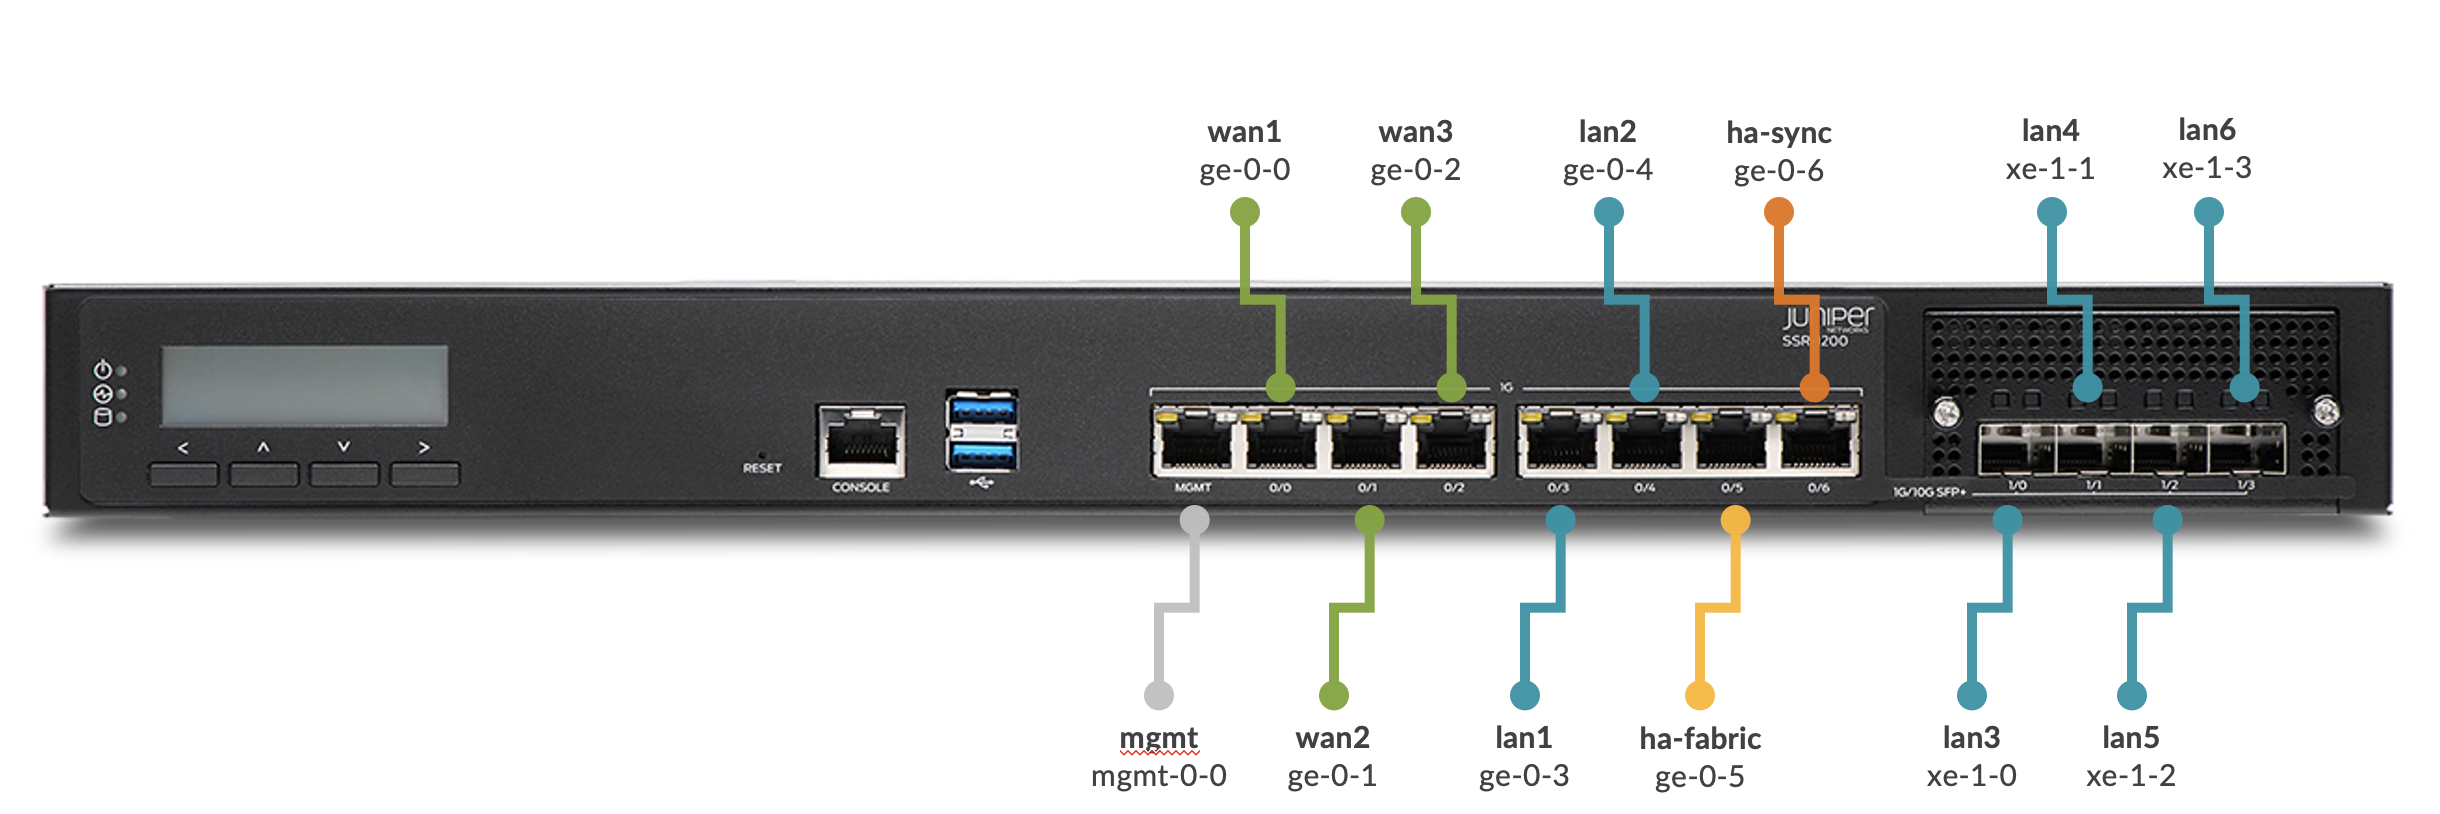 wan1
ge-0-0
wan3
ge-0-2
lan2
ge-0-4
ha-sync
ge-0-6
lan4
xe-1-1
lan6
xe-1-3
JUNIPER
NETWORKS
SSR
1G
< ∧ ∨ >
RESET
CONSOLE
MGMT 0/0 0/1 0/2 0/3 0/4 0/5 0/6
1G/10G SFP+ 1/0 1/1 1/2 1/3
mgmt
mgmt-0-0
wan2
ge-0-1
lan1
ge-0-3
ha-fabric
ge-0-5
lan3
xe-1-0
lan5
xe-1-2